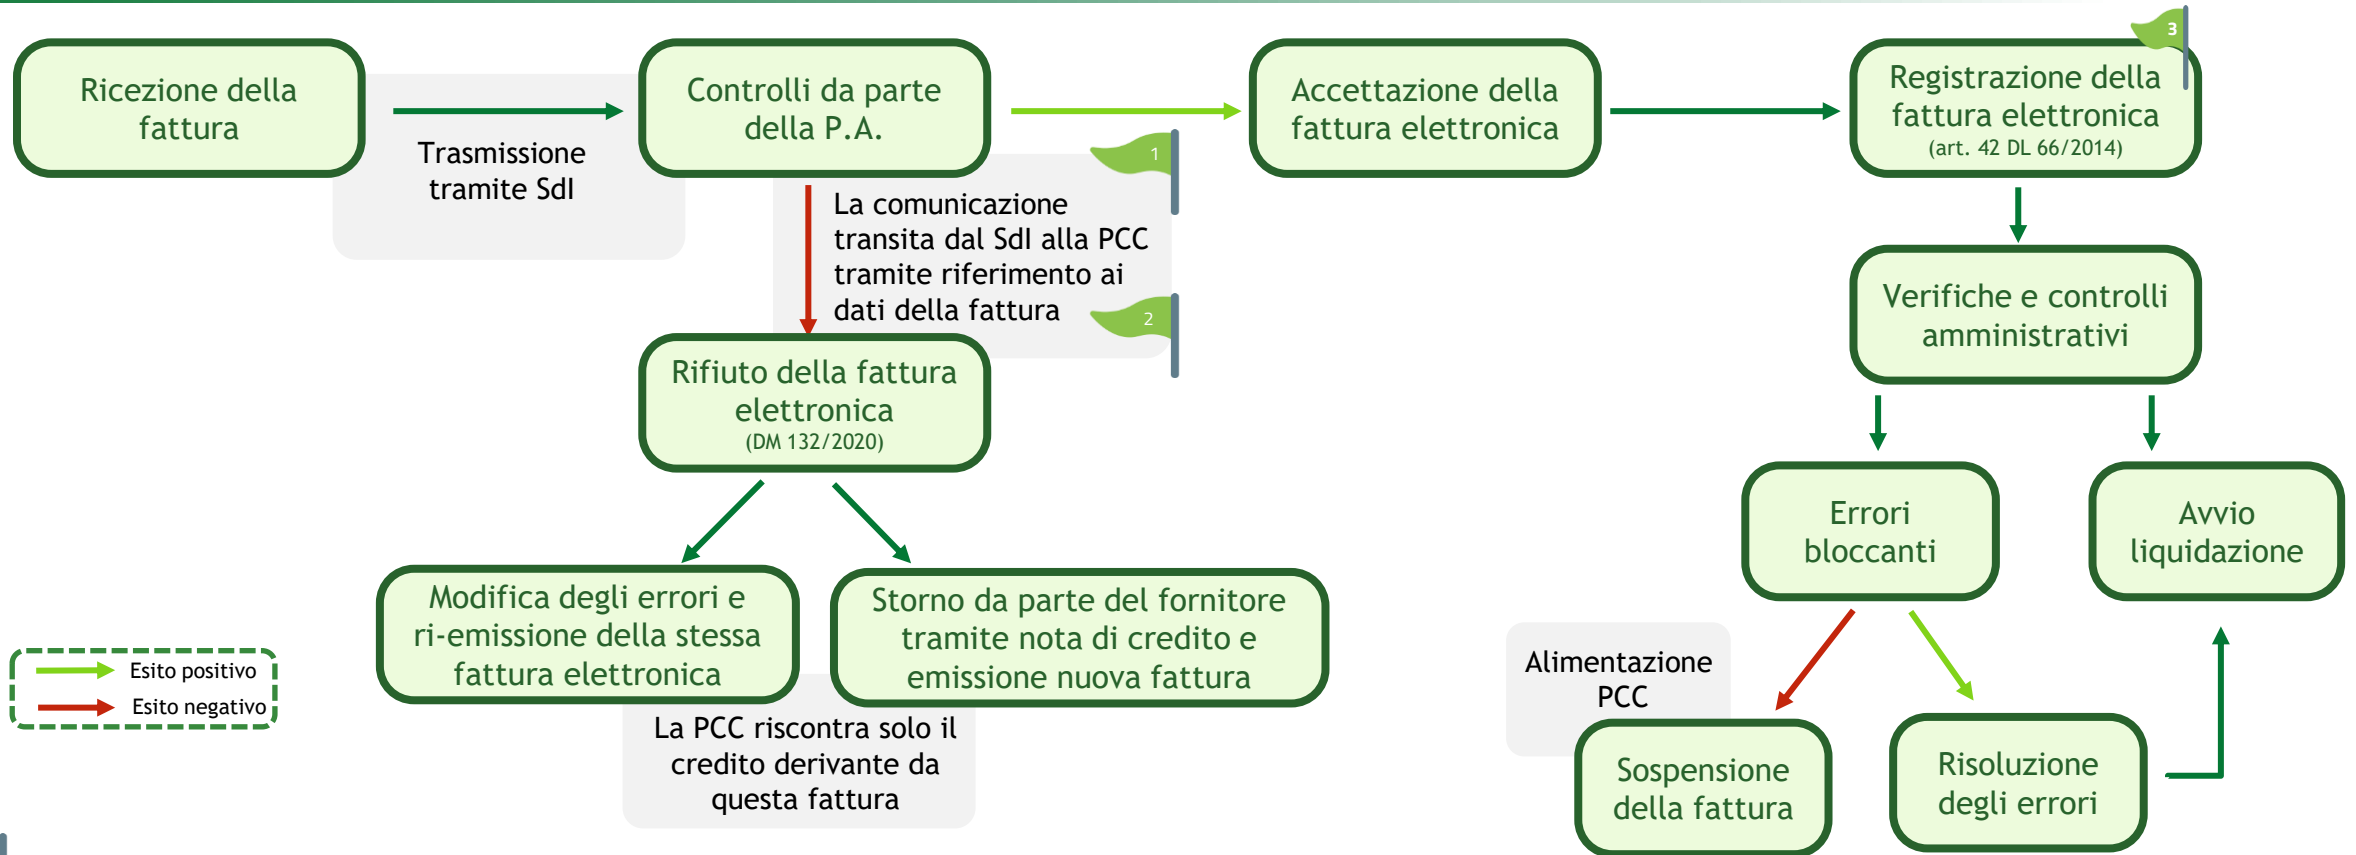 Ricezione della
fattura
Trasmissione
tramite SdI
Controlli da parte
della P.A.
1
La comunicazione
transita dal SdI alla PCC
tramite riferimento ai
dati della fattura
2
Accettazione della
fattura elettronica
3
Registrazione della
fattura elettronica
(art. 42 DL 66/2014)
Verifiche e controlli
amministrativi
Rifiuto della fattura
elettronica
(DM 132/2020)
Errori
bloccanti
Avvio
liquidazione
Modifica degli errori e
ri-emissione della stessa
fattura elettronica
Storno da parte del fornitore
tramite nota di credito e
emissione nuova fattura
La PCC riscontra solo il
credito derivante da
questa fattura
Alimentazione
PCC
Sospensione
della fattura
Risoluzione
degli errori
Esito positivo
Esito negativo